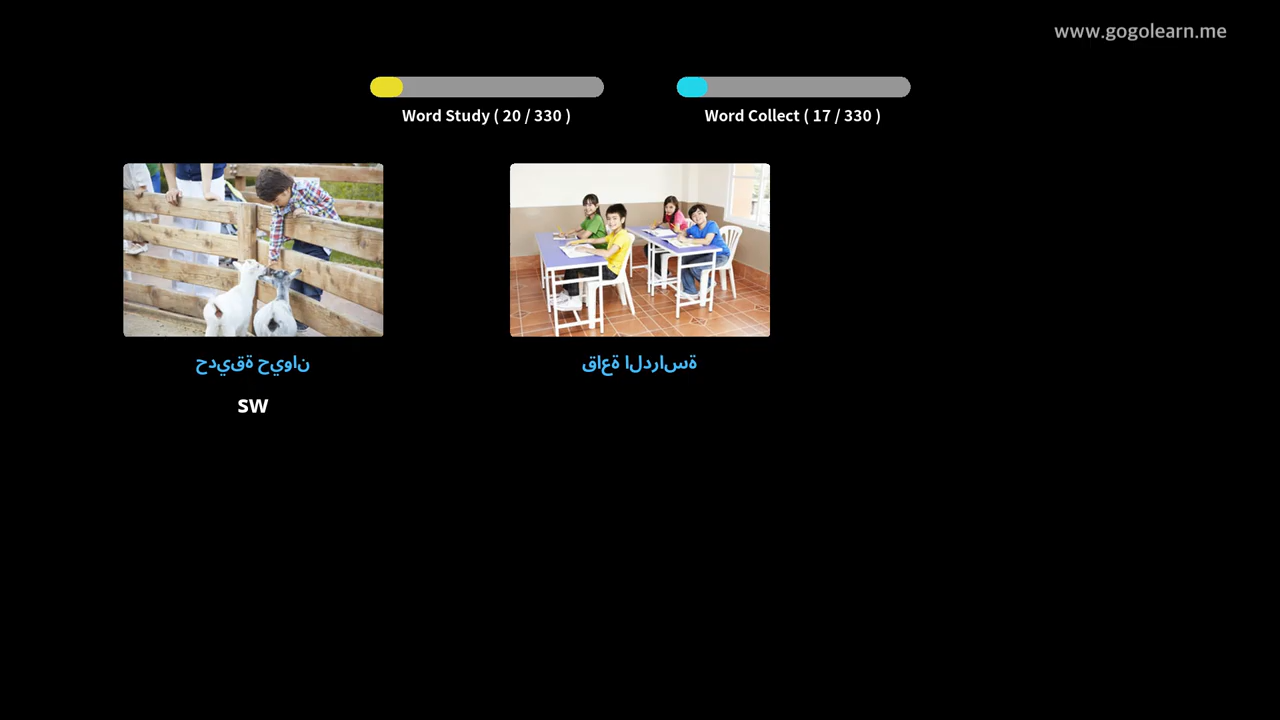 www.gogolearn.me
Word Study ( 20 / 330 )
Word Collect ( 17 / 330 )
حديقة حيوان
قاعة الدراسة
sw